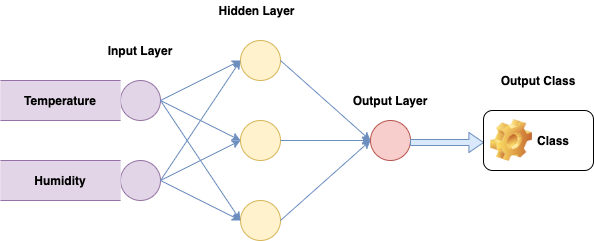 Hidden Layer
Input Layer
Output Class
Temperature
Output Layer
Class
Humidity